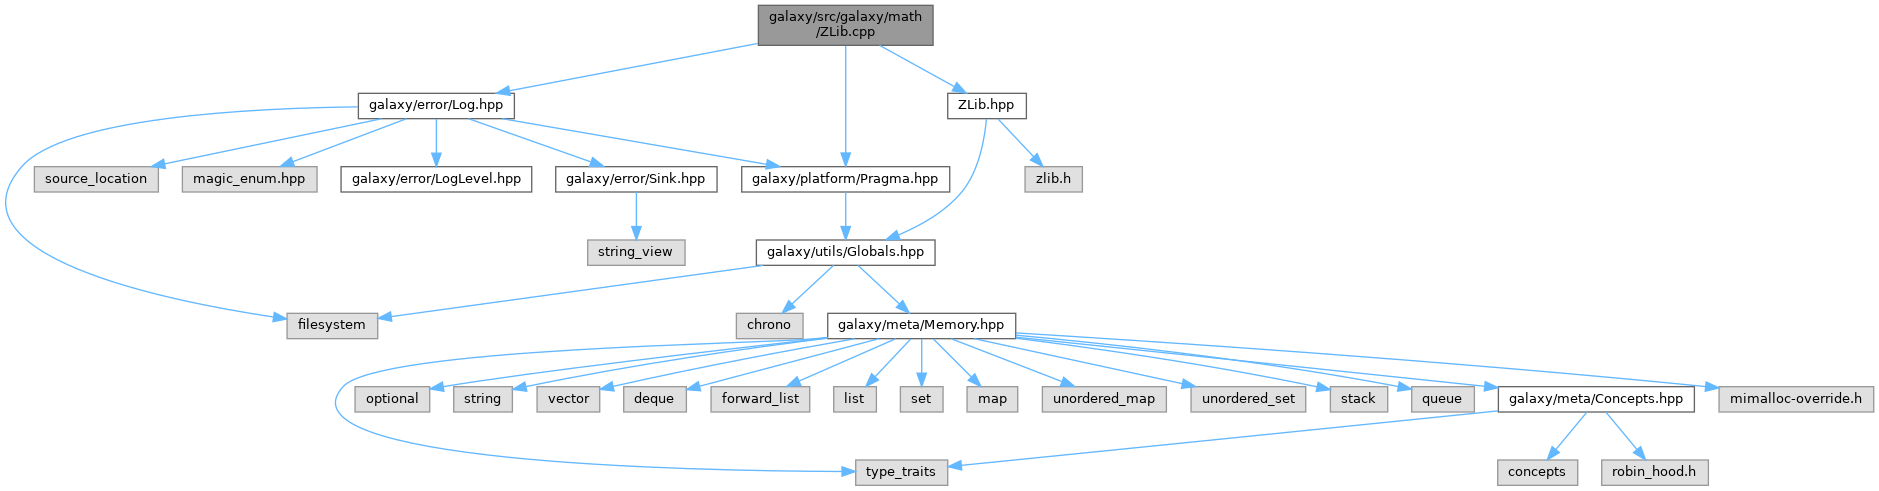 galaxy/src/galaxy/math
/ZLib.cpp
galaxy/error/Log.hpp
ZLib.hpp
source_location
magic_enum.hpp
galaxy/error/LogLevel.hpp
galaxy/error/Sink.hpp
galaxy/platform/Pragma.hpp
zlib.h
string_view
galaxy/utils/Globals.hpp
filesystem
chrono
galaxy/meta/Memory.hpp
optional
string
vector
deque
forward_list
list
set
map
unordered_map
unordered_set
stack
queue
galaxy/meta/Concepts.hpp
mimalloc-override.h
type_traits
concepts
robin_hood.h